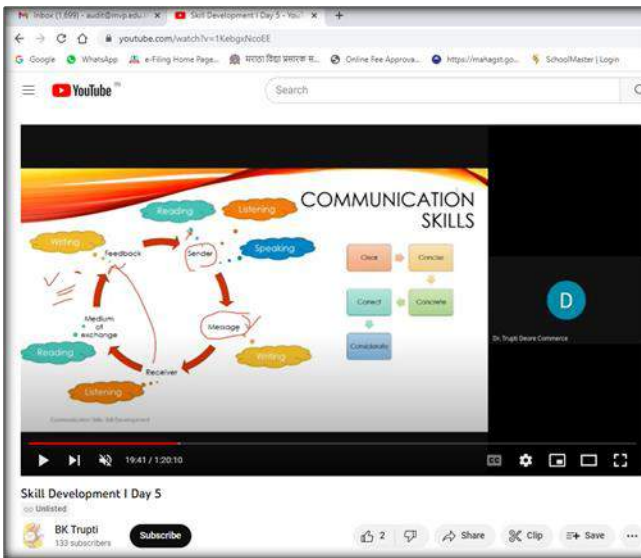 Inbox (1,699) - audit@mvp.edu.i
Skill Development I Day 5 - You
youtube.com/watch?v=1KebgxNcoEE
Google WhatsApp e-Filing Home Page... मराठा विद्या प्रसारक स... Online Fee Approva... https://mahagst.go... SchoolMaster | Login
YouTube IN
Search
COMMUNICATION
SKILLS
Reading
Listening
Writing
Feedback
Sender
Speaking
Clear
Concise
Medium
of
exchange
Message
Correct
Concrete
Reading
Receiver
Writing
Considerate
Listening
Communication Skills- Skill Development
D
Dr. Trupti Deore Commerce
19:41 / 1:20:10
CC
Skill Development I Day 5
Unlisted
BK Trupti
133 subscribers
Subscribe
2
Share
Clip
Save